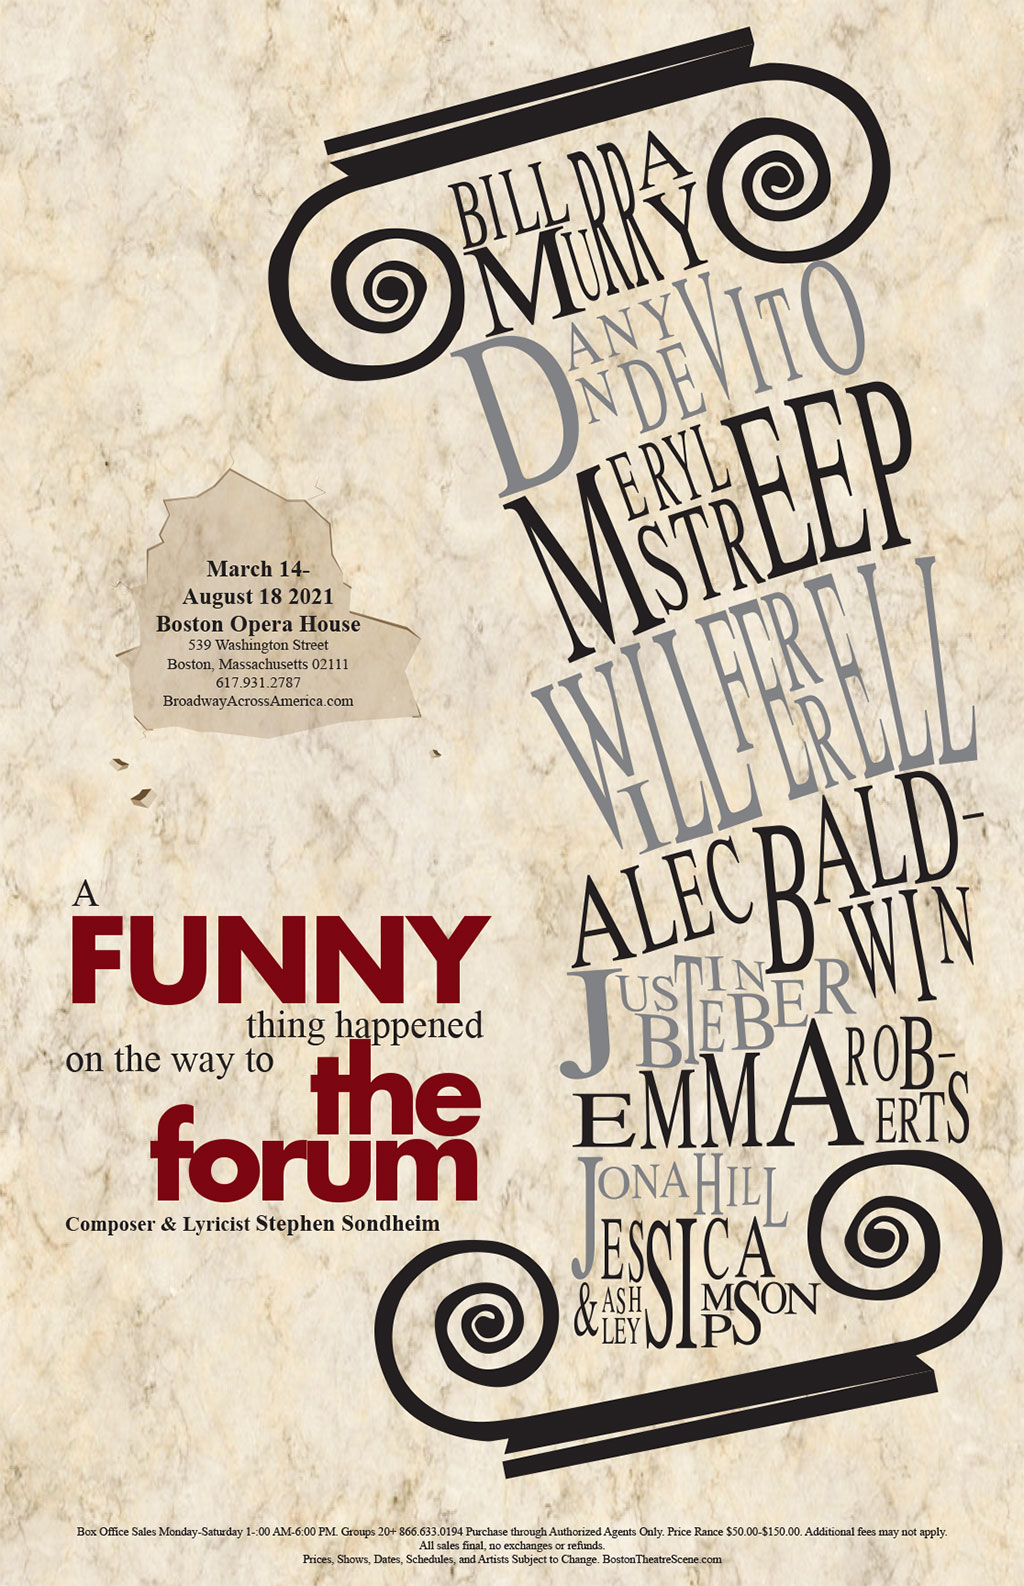 BILL
MURRAY
DANNY
DEVITO
MERYL
STREEP
WILL FERRELL
ALEC BALD-
WIN
JUSTIN
BIEBER
EMMA ROB-
ERTS
JONAH HILL
JESSICA
& ASHLEY SIMPSON
March 14-
August 18 2021
Boston Opera House
539 Washington Street
Boston, Massachusetts 02111
617.931.2787
BroadwayAcrossAmerica.com
A
FUNNY
thing happened
on the way to
the
forum
Composer & Lyricist Stephen Sondheim
Box Office Sales Monday-Saturday 1-:00 AM-6:00 PM. Groups 20+ 866.633.0194 Purchase through Authorized Agents Only. Price Rance $50.00-$150.00. Additional fees may not apply.
All sales final, no exchanges or refunds.
Prices, Shows, Dates, Schedules, and Artists Subject to Change. BostonTheatreScene.com